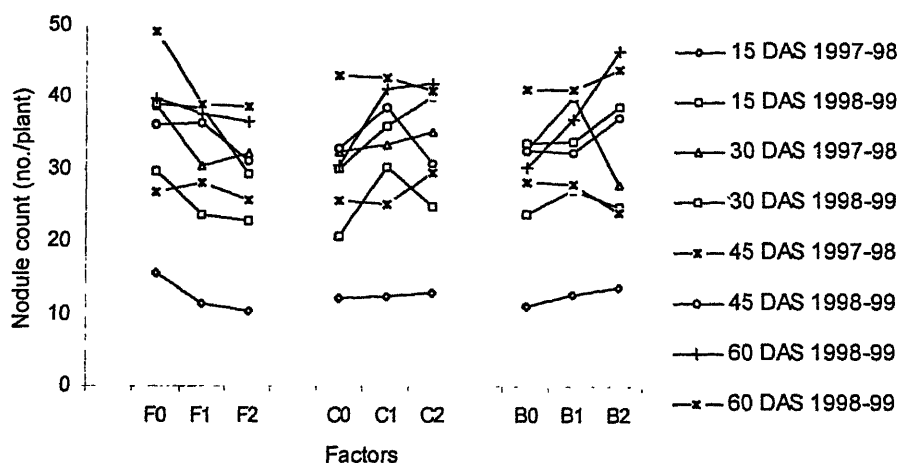 Nodule count (no./plant)
50
40
30
20
10
0
F0 F1 F2 C0 C1 C2 B0 B1 B2
Factors
15 DAS 1997-98
15 DAS 1998-99
30 DAS 1997-98
30 DAS 1998-99
45 DAS 1997-98
45 DAS 1998-99
60 DAS 1998-99
60 DAS 1998-99